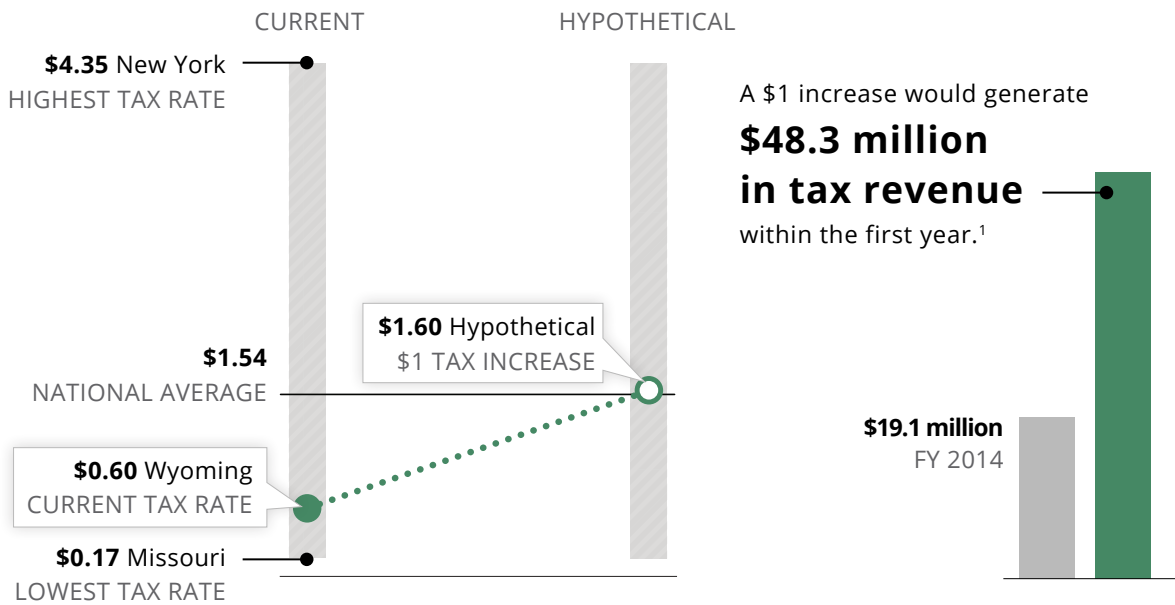 CURRENT
HYPOTHETICAL
$4.35 New York
HIGHEST TAX RATE
A $1 increase would generate
$48.3 million
in tax revenue
within the first year.¹
$1.60 Hypothetical
$1 TAX INCREASE
$1.54
NATIONAL AVERAGE
$19.1 million
FY 2014
$0.60 Wyoming
CURRENT TAX RATE
$0.17 Missouri
LOWEST TAX RATE